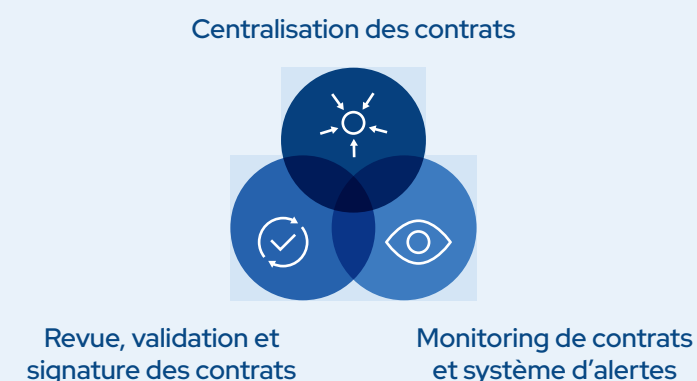 Centralisation des contrats
Revue, validation et
signature des contrats
Monitoring de contrats
et système d’alertes